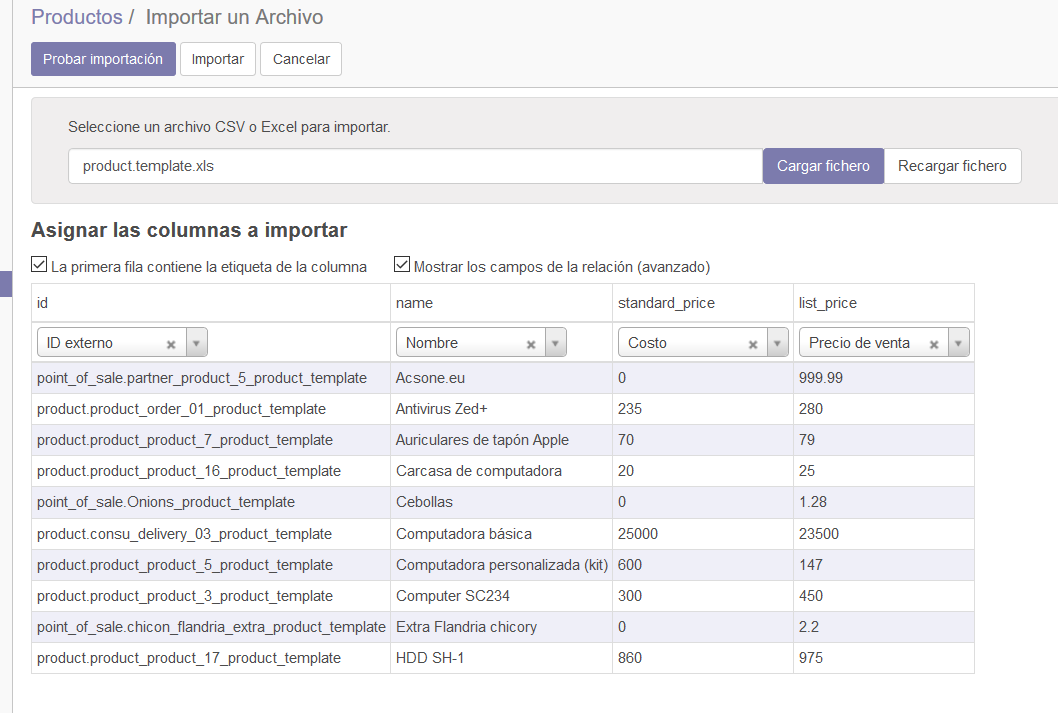 Productos / Importar un Archivo
Probar importación Importar Cancelar
Seleccione un archivo CSV o Excel para importar.
product.template.xls Cargar fichero Recargar fichero
Asignar las columnas a importar
La primera fila contiene la etiqueta de la columna Mostrar los campos de la relación (avanzado)
id name standard_price list_price
ID externo Nombre Costo Precio de venta
point_of_sale.partner_product_5_product_template Acsone.eu 0 999.99
product.product_order_01_product_template Antivirus Zed+ 235 280
product.product_product_7_product_template Auriculares de tapón Apple 70 79
product.product_product_16_product_template Carcasa de computadora 20 25
point_of_sale.Onions_product_template Cebollas 0 1.28
product.consu_delivery_03_product_template Computadora básica 25000 23500
product.product_product_5_product_template Computadora personalizada (kit) 600 147
product.product_product_3_product_template Computer SC234 300 450
point_of_sale.chicon_flandria_extra_product_template Extra Flandria chicory 0 2.2
product.product_product_17_product_template HDD SH-1 860 975